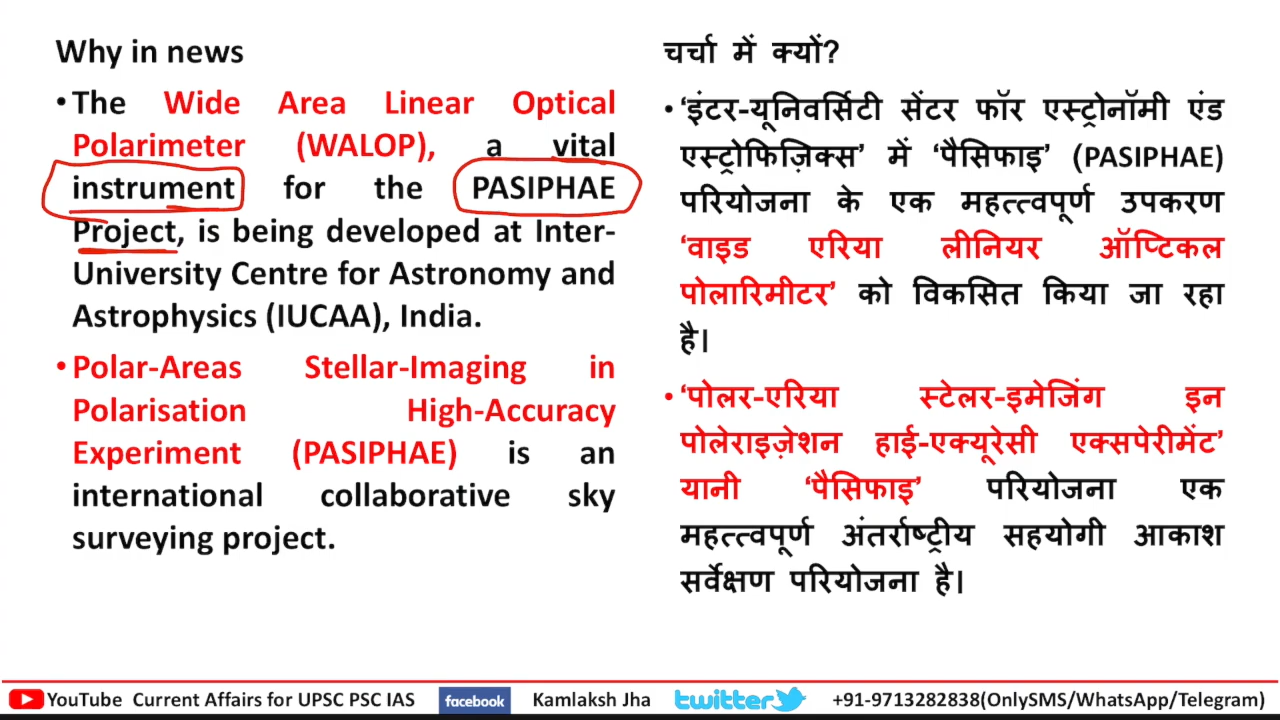 Why in news
•The Wide Area Linear Optical
Polarimeter (WALOP), a vital
instrument for the PASIPHAE
Project, is being developed at Inter-
University Centre for Astronomy and
Astrophysics (IUCAA), India.
•Polar-Areas Stellar-Imaging in
Polarisation High-Accuracy
Experiment (PASIPHAE) is an
international collaborative sky
surveying project.
चर्चा में क्यों?
• ‘इंटर-यूनिवर्सिटी सेंटर फॉर एस्ट्रोनॉमी एंड
एस्ट्रोफिज़िक्स’ में ‘पैसिफाइ’ (PASIPHAE)
परियोजना के एक महत्त्वपूर्ण उपकरण
‘वाइड एरिया लीनियर ऑप्टिकल
पोलारिमीटर’ को विकसित किया जा रहा
है।
• ‘पोलर-एरिया स्टेलर-इमेजिंग इन
पोलेराइज़ेशन हाई-एक्यूरेसी एक्सपेरीमेंट’
यानी ‘पैसिफाइ’ परियोजना एक
महत्त्वपूर्ण अंतर्राष्ट्रीय सहयोगी आकाश
सर्वेक्षण परियोजना है।
YouTube Current Affairs for UPSC PSC IAS facebook Kamlaksh Jha twitter +91-9713282838(OnlySMS/WhatsApp/Telegram)